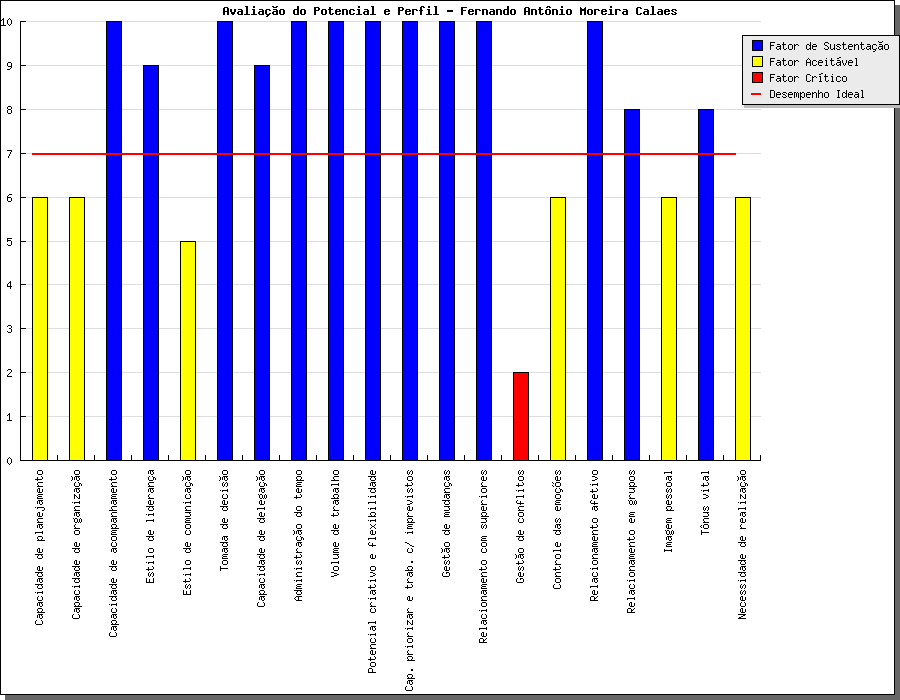 Avaliação do Potencial e Perfil - Fernando Antônio Moreira Calaes
Fator de Sustentação
Fator Aceitável
Fator Crítico
Desempenho Ideal
10
9
8
7
6
5
4
3
2
1
0
Capacidade de planejamento
Capacidade de organização
Capacidade de acompanhamento
Estilo de liderança
Estilo de comunicação
Tomada de decisão
Capacidade de delegação
Administração do tempo
Volume de trabalho
Potencial criativo e flexibilidade
Cap. priorizar e trab. c/ imprevistos
Gestão de mudanças
Relacionamento com superiores
Gestão de conflitos
Controle das emoções
Relacionamento afetivo
Relacionamento em grupos
Imagem pessoal
Tônus vital
Necessidade de realização